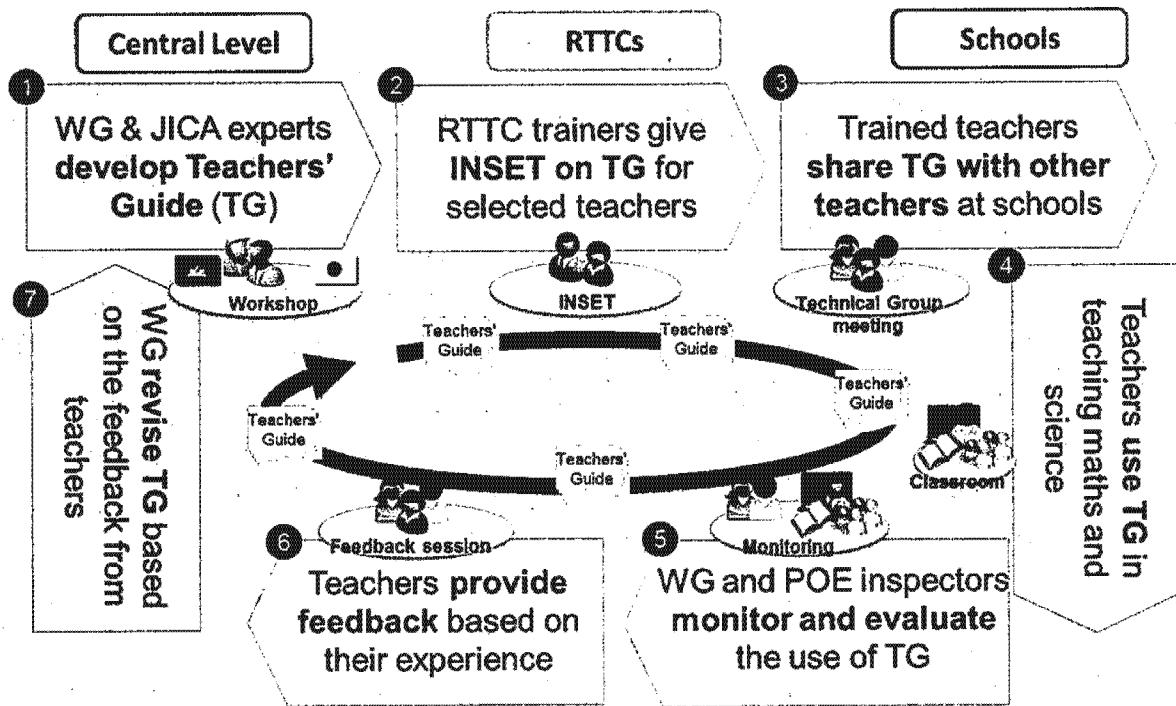 Central Level
RTTCs
Schools
1
WG & JICA experts
develop Teachers'
Guide (TG)
2
RTTC trainers give
INSET on TG for
selected teachers
3
Trained teachers
share TG with other
teachers at schools
Workshop
INSET
Technical Group
meeting
4
Teachers use TG in
teaching maths and
science
Teachers'
Guide
Teachers'
Guide
Teachers'
Guide
Teachers'
Guide
Teachers'
Guide
Classroom
Monitoring
5
WG and POE inspectors
monitor and evaluate
the use of TG
Feedback session
6
Teachers provide
feedback based on
their experience
7
WG revise TG based
on the feedback from
teachers